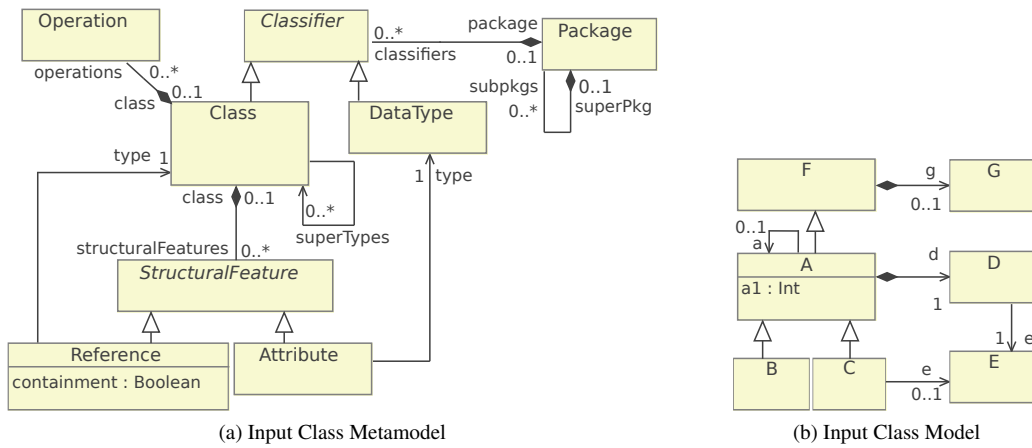 Operation
Classifier
Package
package
0..*
classifiers
0..1
operations
0..*
0..1
class
subpkgs
0..*
0..1
superPkg
Class
DataType
type
1
1
type
class
0..1
0..*
superTypes
structuralFeatures
0..*
StructuralFeature
Reference
containment : Boolean
Attribute
(a) Input Class Metamodel
F
g
0..1
G
0..1
a
A
a1 : Int
d
1
D
1
e
B
C
e
0..1
E
(b) Input Class Model